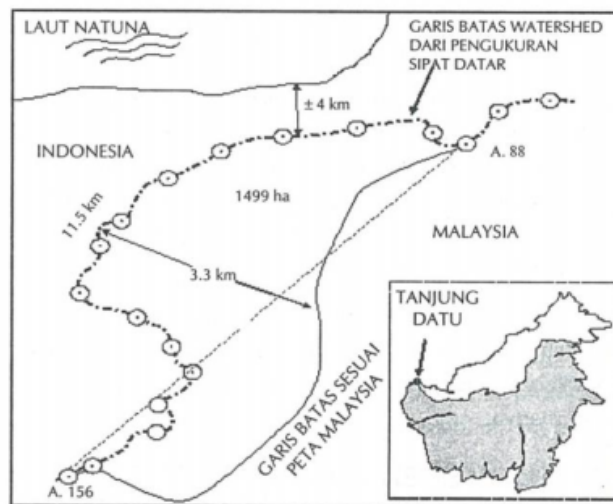 LAUT NATUNA
GARIS BATAS WATERSHED
DARI PENGUKURAN
SIPAT DATAR
± 4 km
INDONESIA
A. 88
1499 ha
11.5 km
MALAYSIA
3.3 km
TANJUNG
DATU
GARIS BATAS SESUAI
PETA MALAYSIA
A. 156